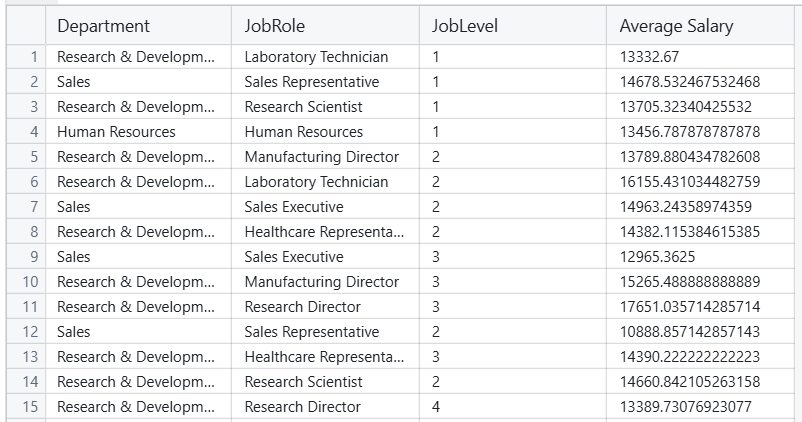 Department JobRole JobLevel Average Salary
1 Research & Developm... Laboratory Technician 1 13332.67
2 Sales Sales Representative 1 14678.532467532468
3 Research & Developm... Research Scientist 1 13705.32340425532
4 Human Resources Human Resources 1 13456.787878787878
5 Research & Developm... Manufacturing Director 2 13789.880434782608
6 Research & Developm... Laboratory Technician 2 16155.431034482759
7 Sales Sales Executive 2 14963.24358974359
8 Research & Developm... Healthcare Representa... 2 14382.115384615385
9 Sales Sales Executive 3 12965.3625
10 Research & Developm... Manufacturing Director 3 15265.488888888889
11 Research & Developm... Research Director 3 17651.035714285714
12 Sales Sales Representative 2 10888.857142857143
13 Research & Developm... Healthcare Representa... 3 14390.222222222223
14 Research & Developm... Research Scientist 2 14660.842105263158
15 Research & Developm... Research Director 4 13389.73076923077